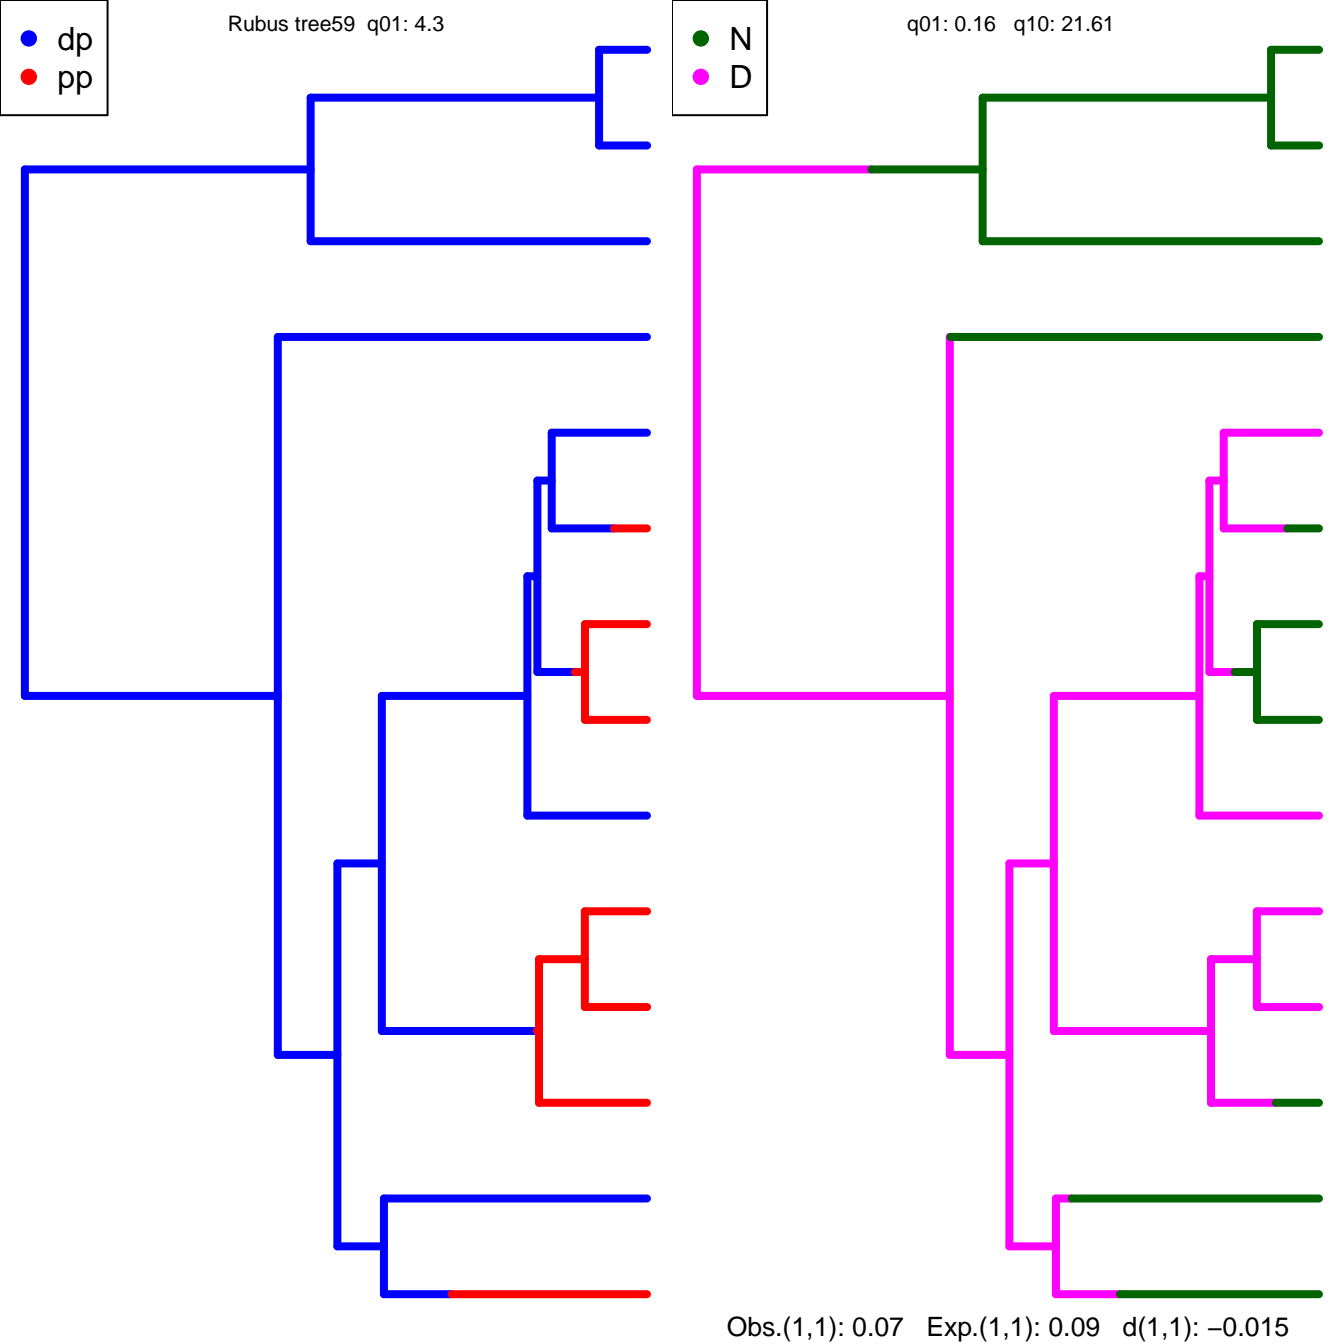 Rubus tree59  q01: 4.3
dp
pp
q01: 0.16   q10: 21.61
N
D
Obs.(1,1): 0.07   Exp.(1,1): 0.09   d(1,1): −0.015